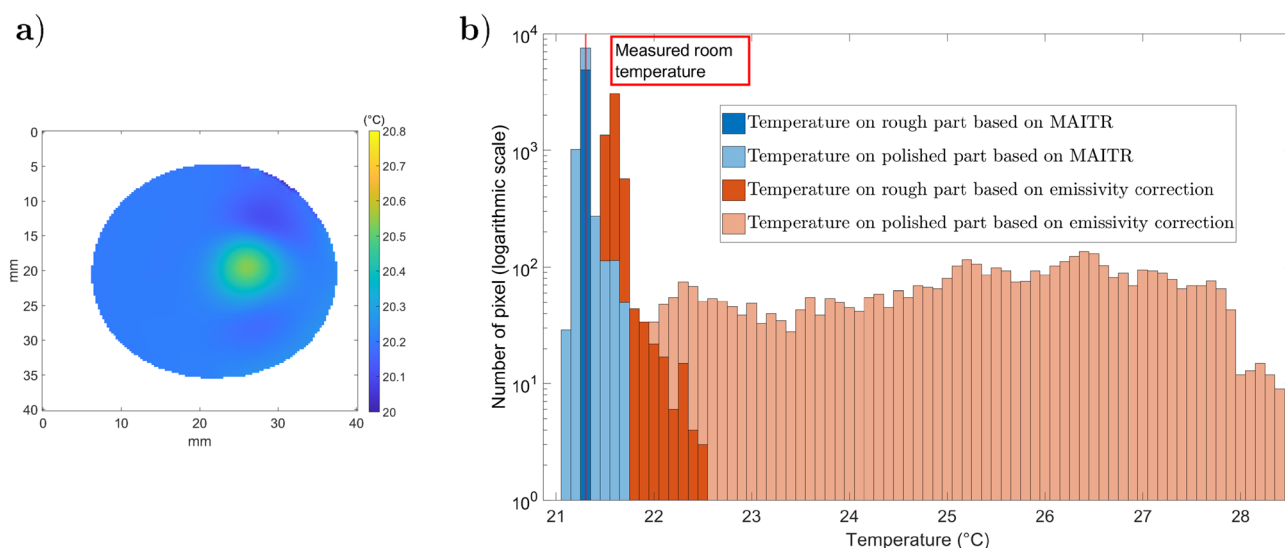 a)
(°C)
0
5
10
15
20
25
30
35
40
mm
0
10
20
30
40
mm
20.8
20.7
20.6
20.5
20.4
20.3
20.2
20.1
20
b)
10^4
10^3
10^2
10^1
10^0
Number of pixel (logarithmic scale)
Measured room
temperature
Temperature on rough part based on MAITR
Temperature on polished part based on MAITR
Temperature on rough part based on emissivity correction
Temperature on polished part based on emissivity correction
21
22
23
24
25
26
27
28
Temperature (°C)